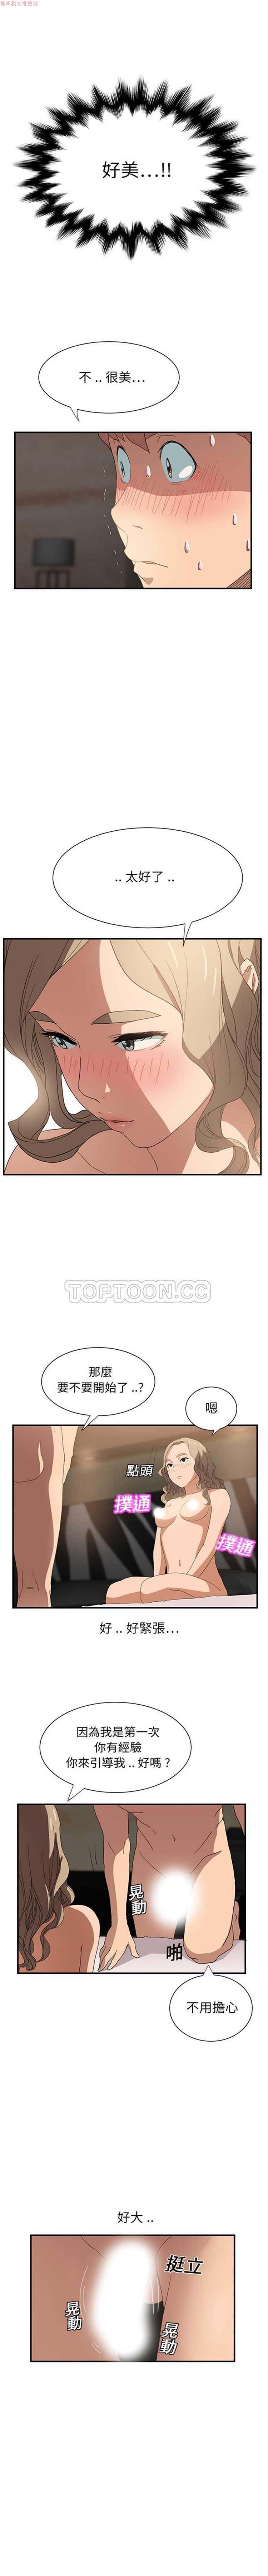 好美...!!
不..很美...
..太好了..
TOPTOON.CC
那麼
要不要開始了..?
嗯
點頭
撲通
撲通
好..好緊張...
因為我是第一次
你有經驗
你來引導我..好嗎?
晃動
啪
不用擔心
好大..
挺立
晃動
晃動